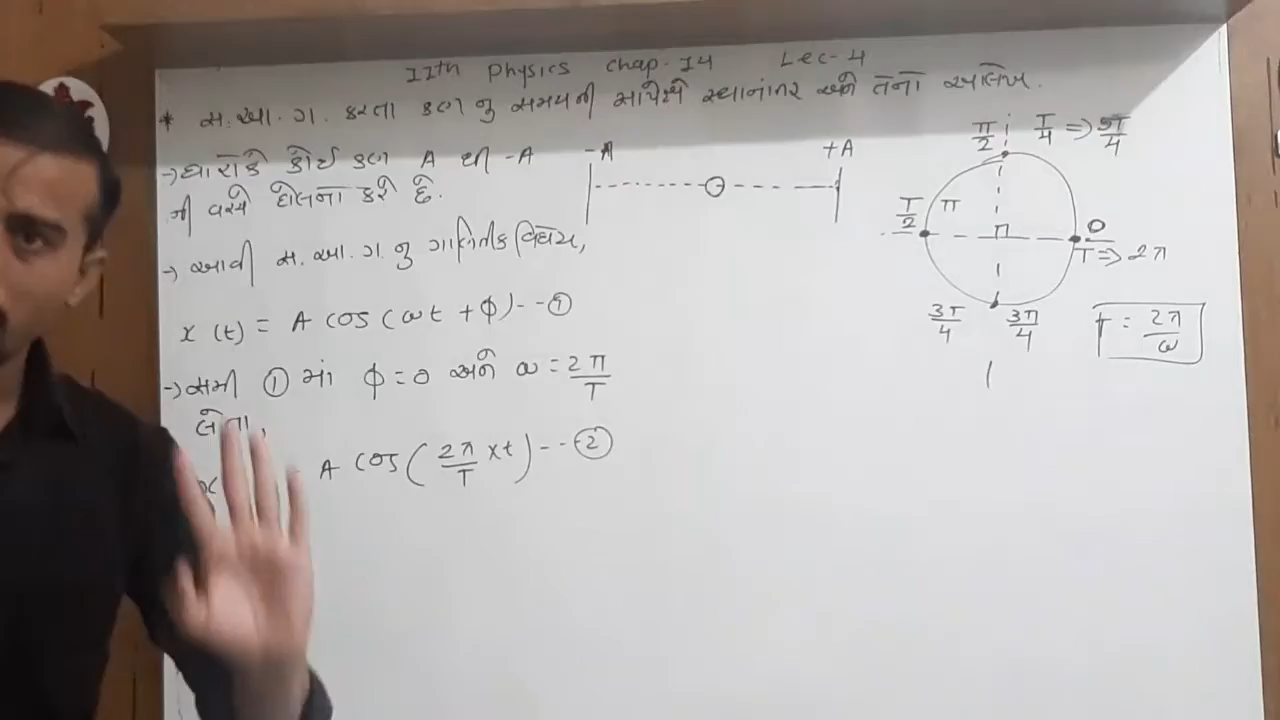 11th Physics Chap. 14 Lec-4
* સ.આ.ગ. કરતા કણ નુ સમયની સાપેક્ષે સ્થાનાંતર અને તેનો આલેખ.
→ ધારોકે કોઈ કણ A થી -A
ની વચ્ચે દોલનો કરે છે.
-A +A
→ આવી સ.આ.ગ. નુ ગાણિતીક વિધેય,
x (t) = A cos (ωt + ϕ) -- ①
→ સમી ① માં ϕ = 0 અને ω = 2π/T
લેતા,
A cos (2π/T × t) --- ②
π/2 T/4 ⇒ 5T/4
T/2 π
0
T ⇒ 2π
3T/4 3π/4
T = 2π/ω